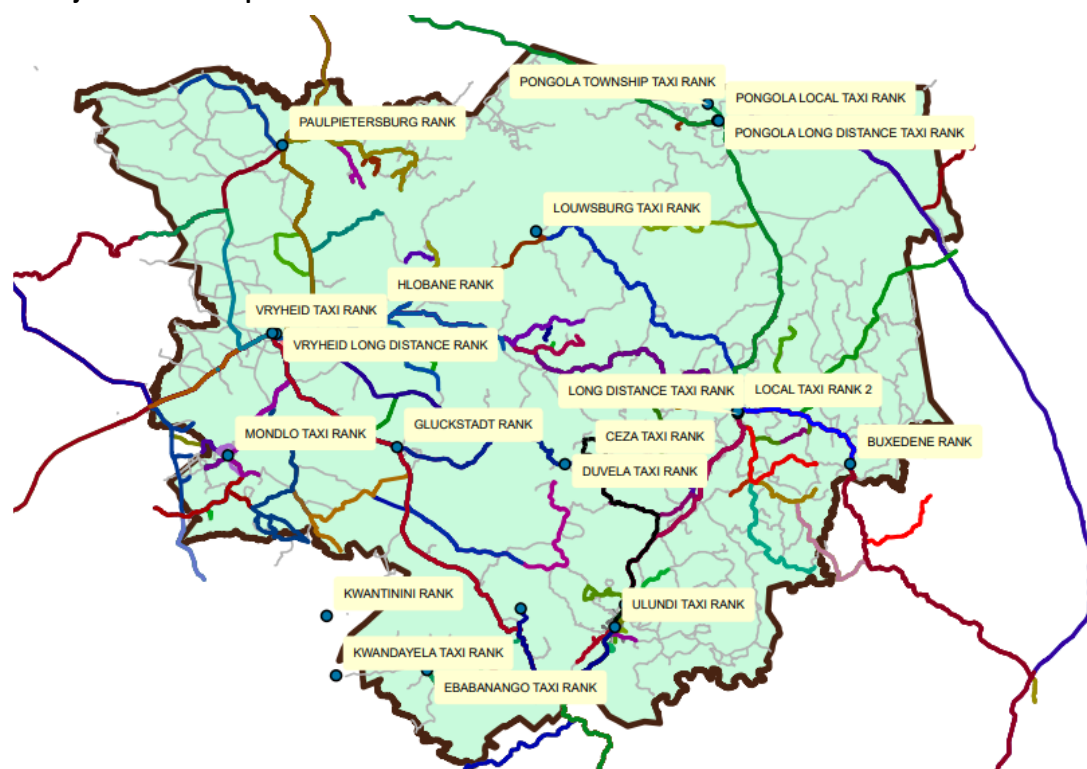 PONGOLA TOWNSHIP TAXI RANK
PONGOLA LOCAL TAXI RANK
PAULPIETERSBURG RANK
PONGOLA LONG DISTANCE TAXI RANK
LOUWSBURG TAXI RANK
HLOBANE RANK
VRYHEID TAXI RANK
VRYHEID LONG DISTANCE RANK
LONG DISTANCE TAXI RANK
LOCAL TAXI RANK 2
GLUCKSTADT RANK
MONDLO TAXI RANK
CEZA TAXI RANK
BUXEDENE RANK
DUVELA TAXI RANK
KWANTININI RANK
ULUNDI TAXI RANK
KWANDAYELA TAXI RANK
EBABANANGO TAXI RANK